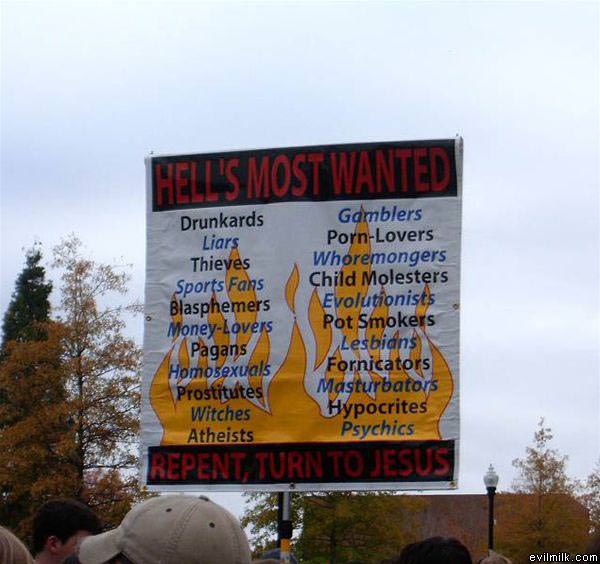 HELL'S MOST WANTED
Drunkards
Liars
Thieves
Sports Fans
Blasphemers
Money-Lovers
Pagans
Homosexuals
Prostitutes
Witches
Atheists
Gamblers
Porn-Lovers
Whoremongers
Child Molesters
Evolutionists
Pot Smokers
Lesbians
Fornicators
Masturbators
Hypocrites
Psychics
REPENT, TURN TO JESUS
evilmilk.com